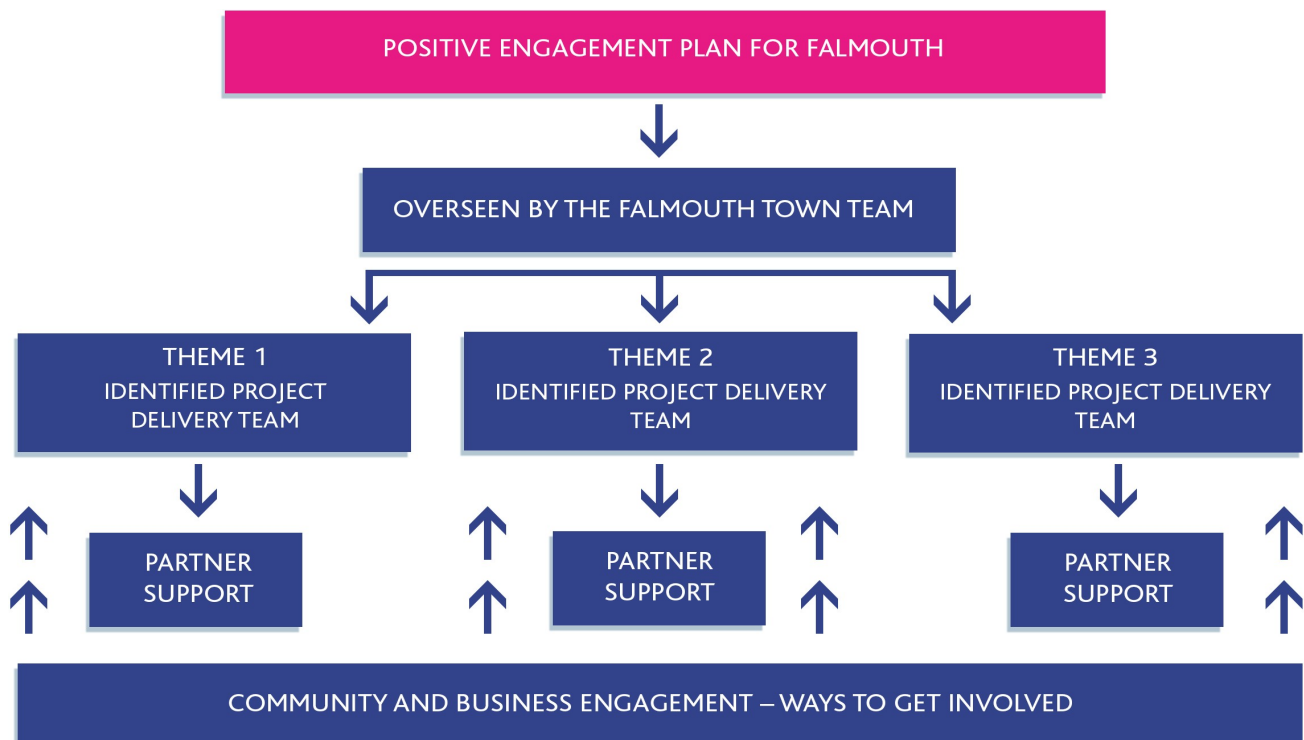 POSITIVE ENGAGEMENT PLAN FOR FALMOUTH
OVERSEEN BY THE FALMOUTH TOWN TEAM
THEME 1
IDENTIFIED PROJECT
DELIVERY TEAM
THEME 2
IDENTIFIED PROJECT DELIVERY
TEAM
THEME 3
IDENTIFIED PROJECT DELIVERY
TEAM
PARTNER
SUPPORT
PARTNER
SUPPORT
PARTNER
SUPPORT
COMMUNITY AND BUSINESS ENGAGEMENT – WAYS TO GET INVOLVED